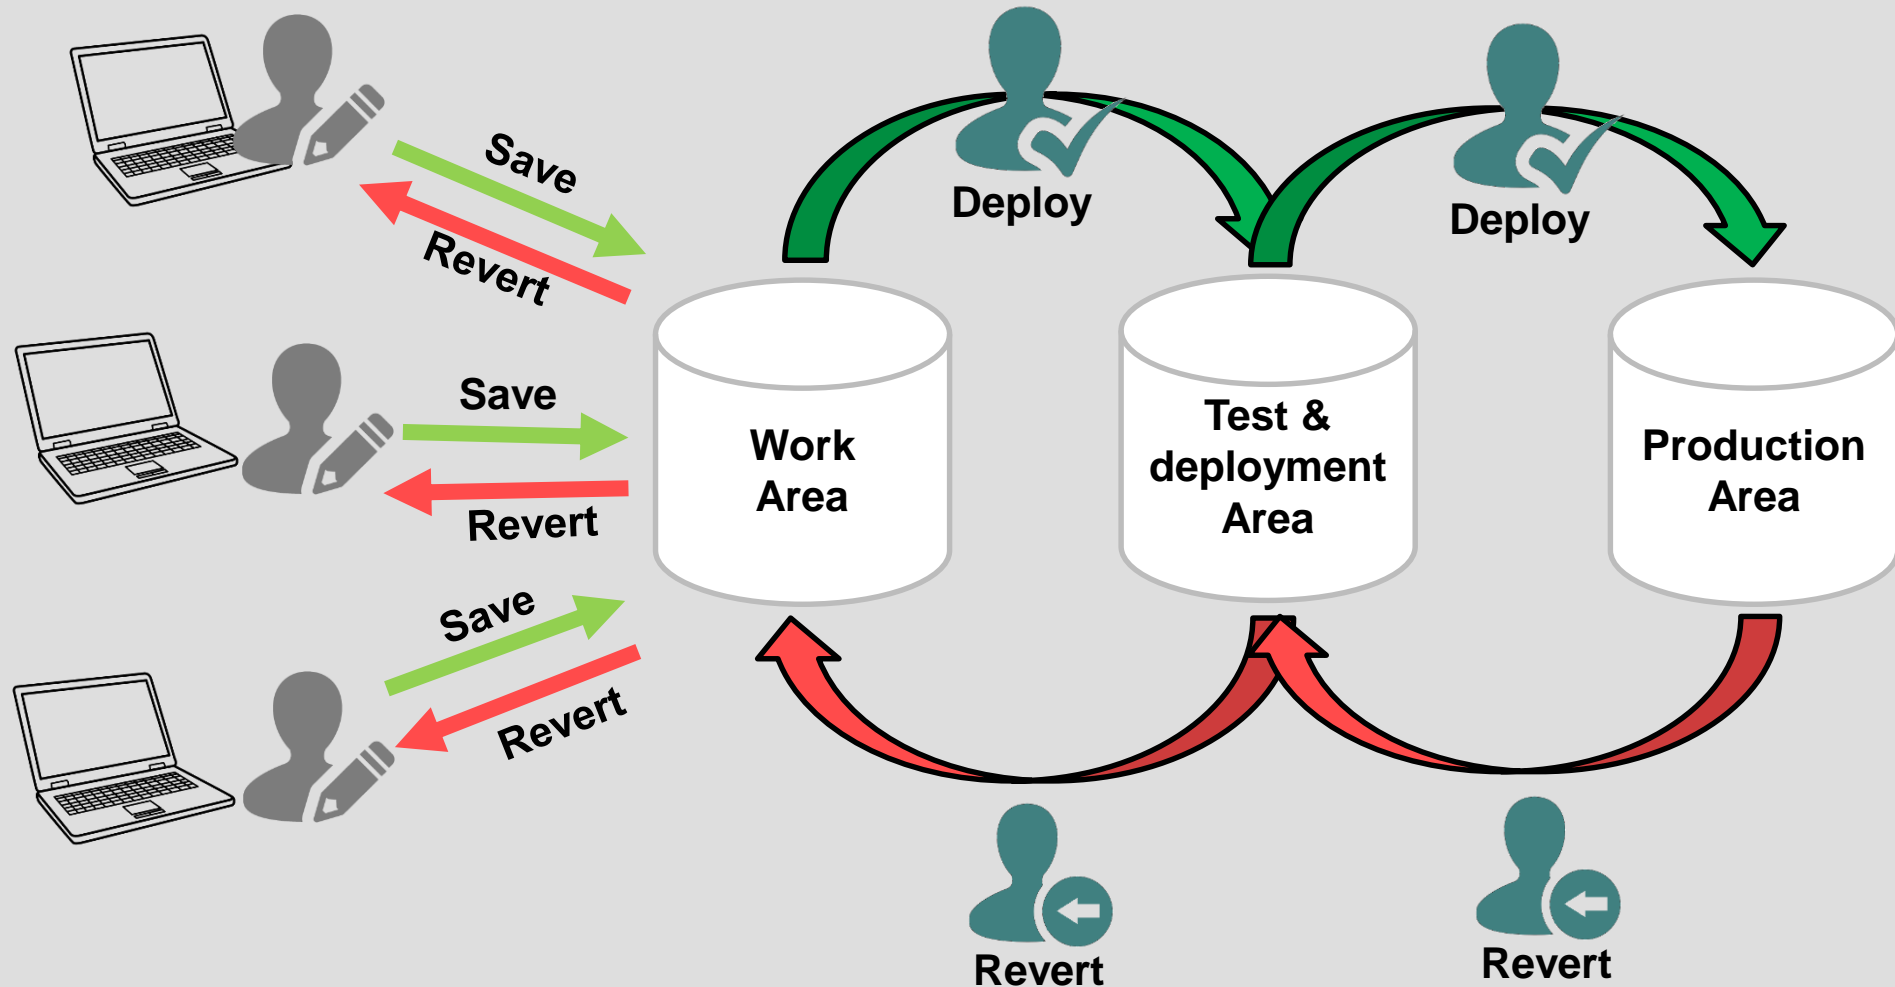 Save
Revert
Save
Revert
Save
Revert
Deploy
Deploy
Work
Area
Test &
deployment
Area
Production
Area
Revert
Revert